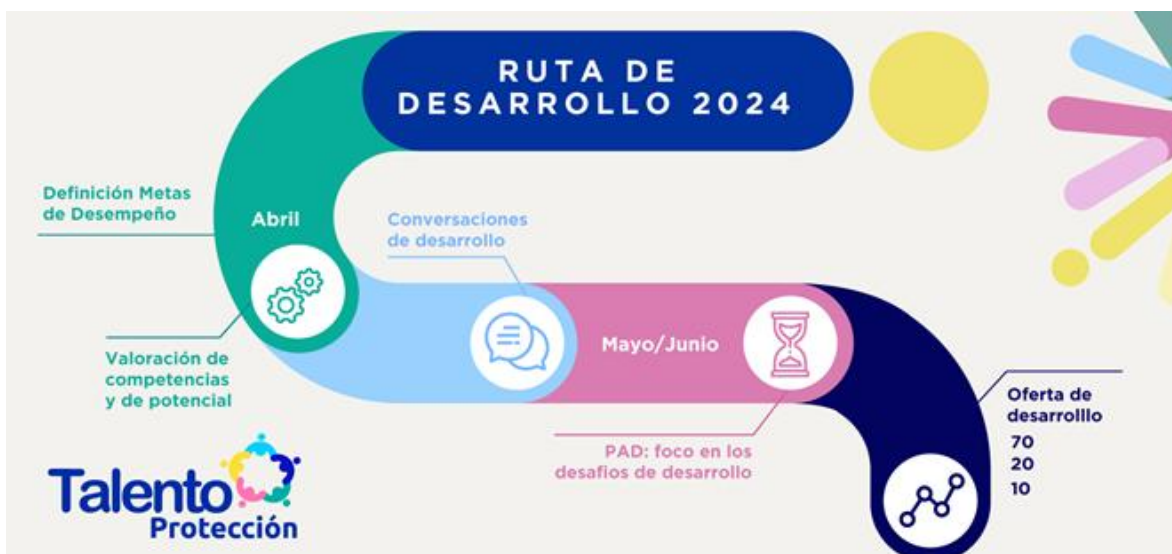 RUTA DE
DESARROLLO 2024
Definición Metas
de Desempeño
Abril
Valoración de
competencias
y de potencial
Conversaciones
de desarrollo
Mayo/Junio
PAD: foco en los
desafios de desarrollo
Oferta de
desarrolllo
70
20
10
Talento
Protección